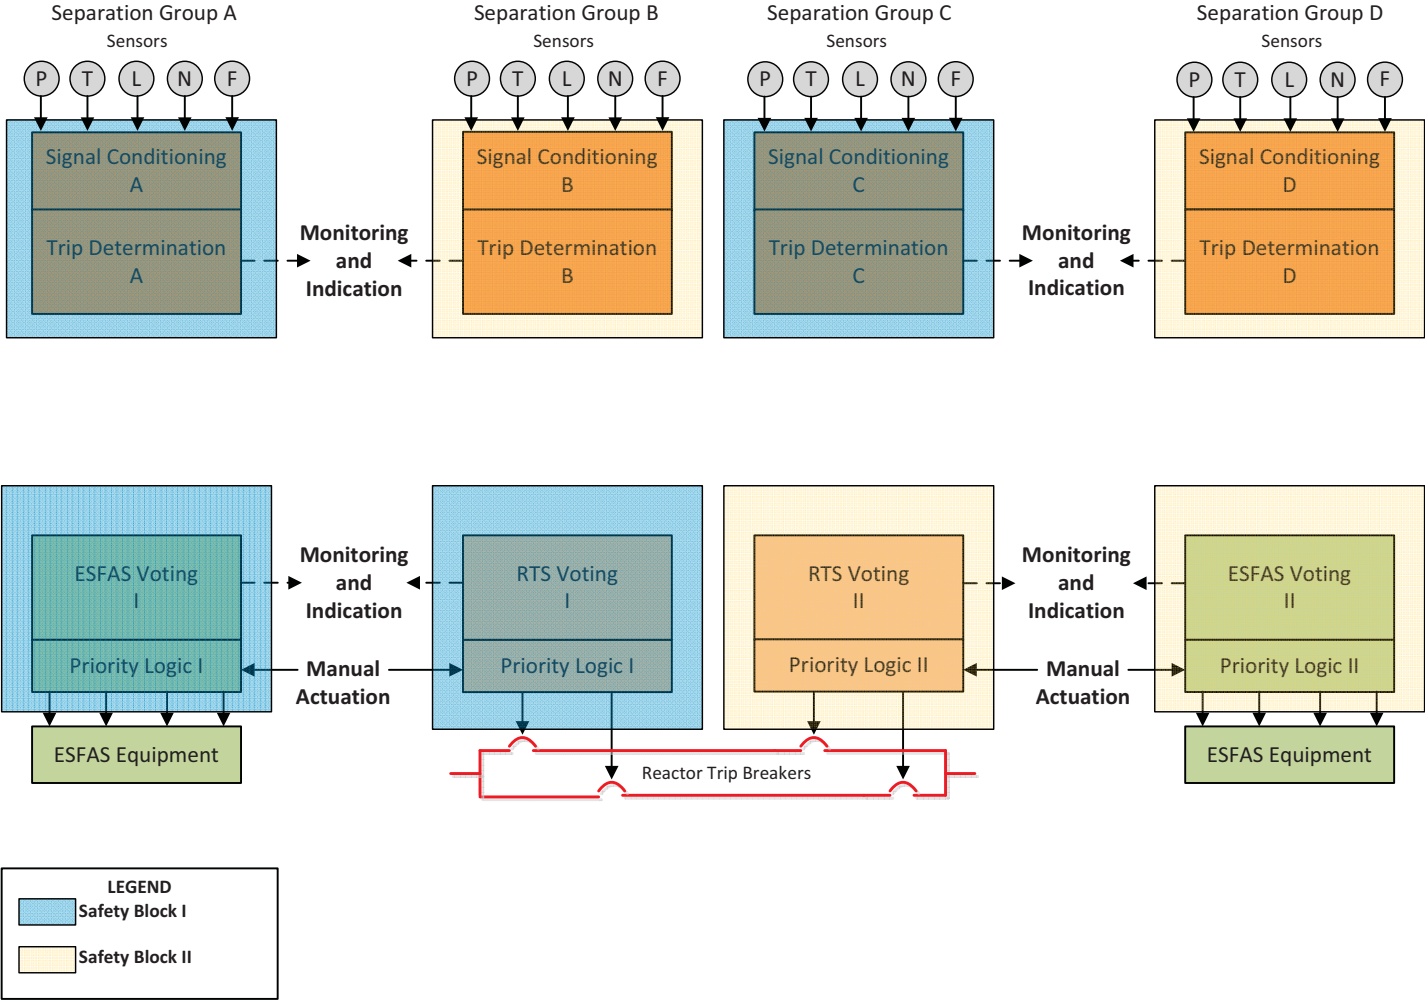 Separation Group A
Sensors
P T L N F
Signal Conditioning
A
Trip Determination
A
Monitoring
and
Indication
Separation Group B
Sensors
P T L N F
Signal Conditioning
B
Trip Determination
B
Separation Group C
Sensors
P T L N F
Signal Conditioning
C
Trip Determination
C
Monitoring
and
Indication
Separation Group D
Sensors
P T L N F
Signal Conditioning
D
Trip Determination
D
ESFAS Voting
I
Priority Logic I
ESFAS Equipment
Monitoring
and
Indication
Manual
Actuation
RTS Voting
I
Priority Logic I
RTS Voting
II
Priority Logic II
Reactor Trip Breakers
Monitoring
and
Indication
Manual
Actuation
ESFAS Voting
II
Priority Logic II
ESFAS Equipment
LEGEND
Safety Block I
Safety Block II